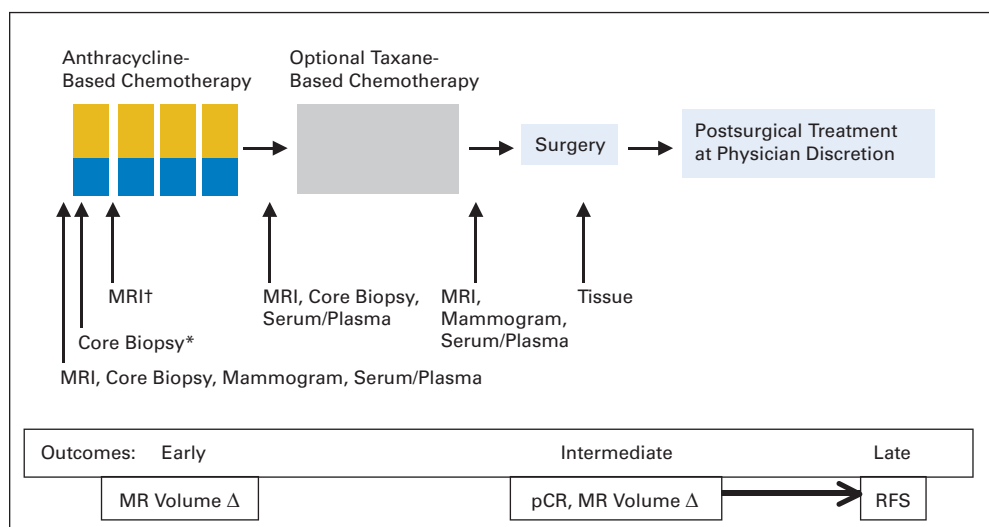 Anthracycline-
Based Chemotherapy
Optional Taxane-
Based Chemotherapy
Surgery
Postsurgical Treatment
at Physician Discretion
MRI†
Core Biopsy*
MRI, Core Biopsy, Mammogram, Serum/Plasma
MRI, Core Biopsy,
Serum/Plasma
MRI,
Mammogram,
Serum/Plasma
Tissue
Outcomes: Early Intermediate Late
MR Volume Δ pCR, MR Volume Δ RFS